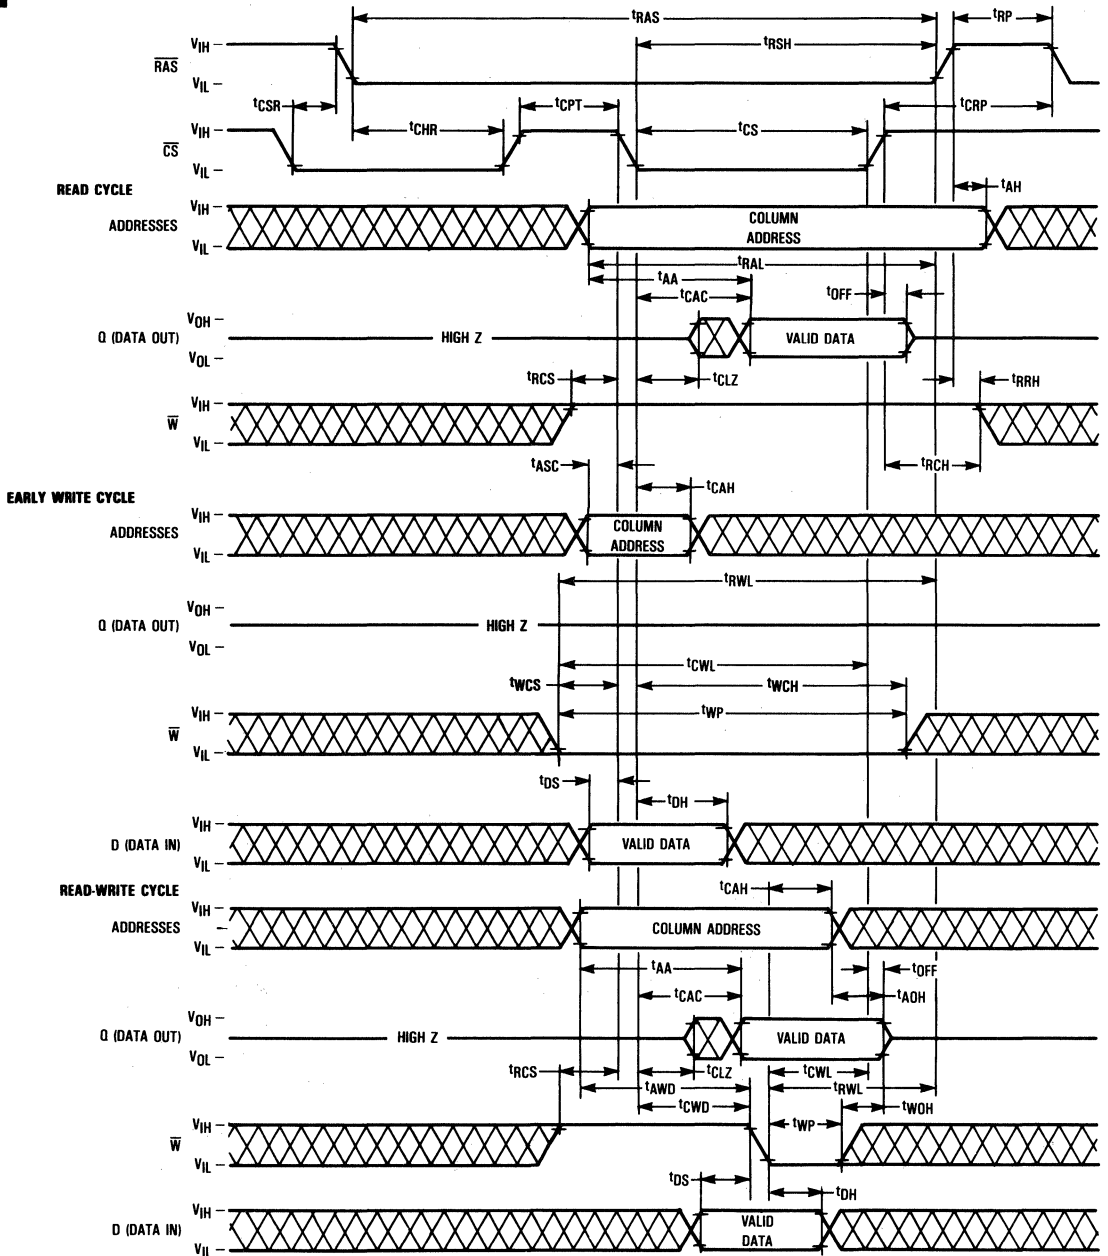 tRAS
tRP
VIH
tRSH
RAS
VIL
tCSR
tCPT
tCRP
VIH
tCHR
tCS
CS
VIL
READ CYCLE
tAH
VIH
ADDRESSES
COLUMN
ADDRESS
VIL
tRAL
tAA
tCAC
tOFF
VOH
Q (DATA OUT)
HIGH Z
VALID DATA
VOL
tRCS
tCLZ
tRRH
VIH
W
VIL
tASC
tRCH
tCAH
EARLY WRITE CYCLE
VIH
ADDRESSES
COLUMN
ADDRESS
VIL
tRWL
VOH
Q (DATA OUT)
HIGH Z
VOL
tCWL
tWCS
tWCH
VIH
tWP
W
VIL
tDS
tDH
VIH
D (DATA IN)
VALID DATA
VIL
READ-WRITE CYCLE
tCAH
VIH
ADDRESSES
COLUMN ADDRESS
VIL
tAA
tOFF
tCAC
tAOH
VOH
Q (DATA OUT)
HIGH Z
VALID DATA
VOL
tRCS
tCLZ
tCWL
tAWD
tRWL
tCWD
tWOH
VIH
tWP
W
VIL
tDS
tDH
VIH
D (DATA IN)
VALID
DATA
VIL